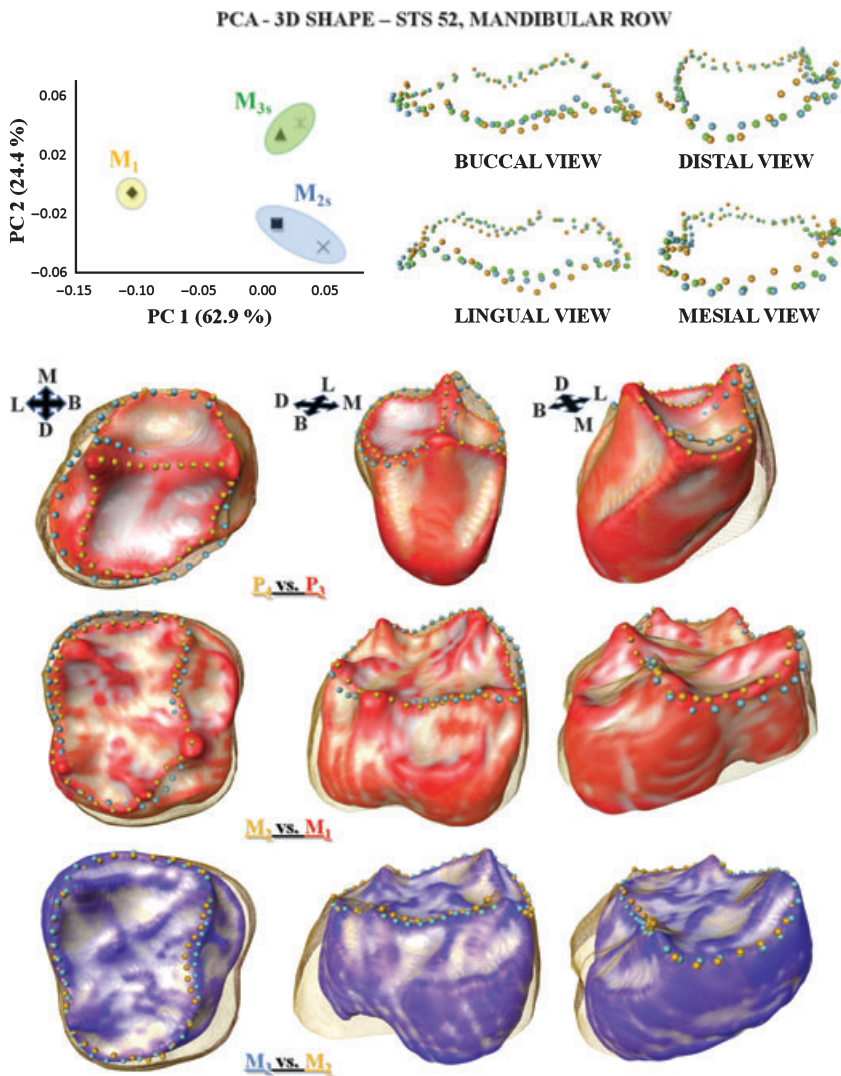 PCA - 3D SHAPE – STS 52, MANDIBULAR ROW
0.06
0.02
−0.02
−0.06
PC 2 (24.4 %)
M3s
M1
M2s
−0.15 −0.10 −0.05 0.00 0.05
PC 1 (62.9 %)
BUCCAL VIEW DISTAL VIEW
LINGUAL VIEW MESIAL VIEW
M
L B
D
L
D M
B
D
L
B
M
P4 vs. P3
M2 vs. M1
M3 vs. M2